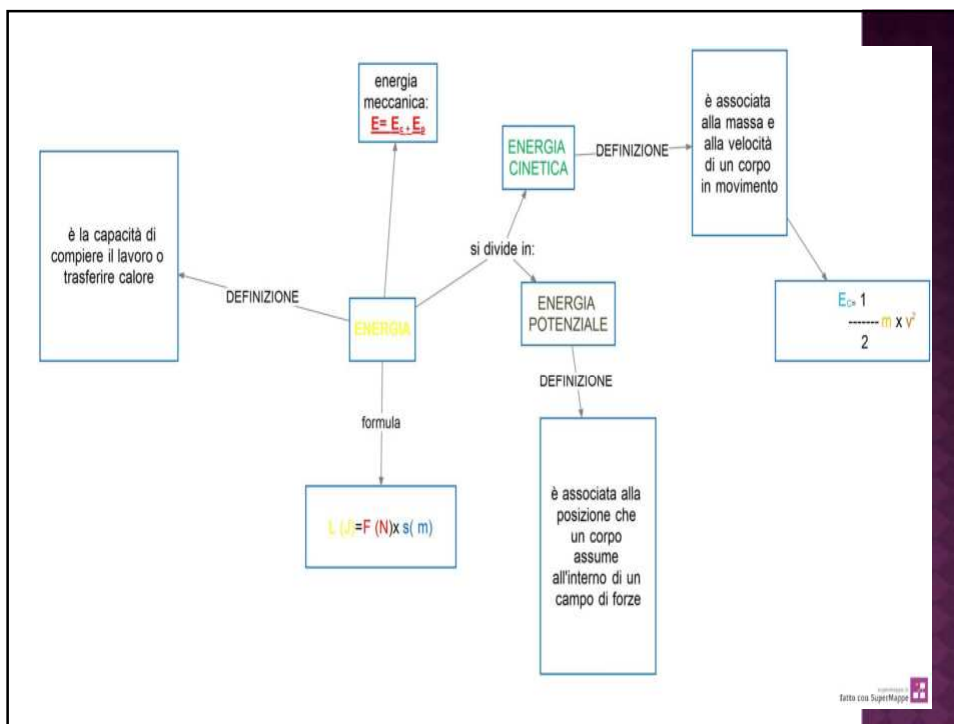 energia
meccanica:
E= Ec + Ep
ENERGIA
CINETICA
DEFINIZIONE
è associata
alla massa e
alla velocità
di un corpo
in movimento
è la capacità di
compiere il lavoro o
trasferire calore
DEFINIZIONE
si divide in:
ENERGIA
ENERGIA
POTENZIALE
Ec= 1
------- m x v²
2
DEFINIZIONE
formula
L (J)=F (N)x s( m)
è associata alla
posizione che
un corpo
assume
all'interno di un
campo di forze
fatto con SuperMappe